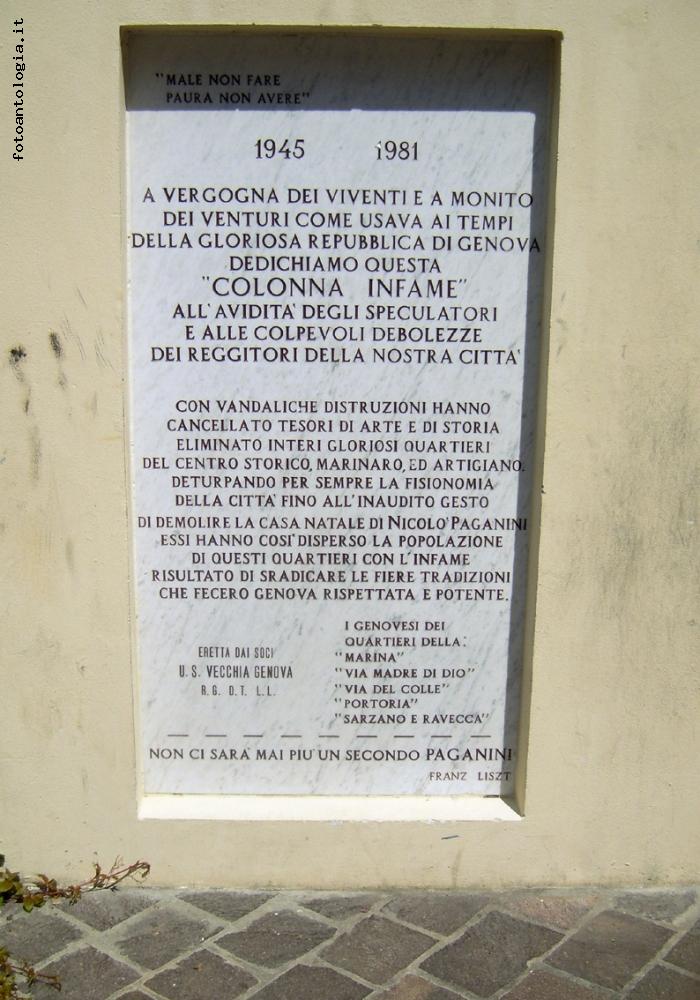 fotoantologia.it
"MALE NON FARE
PAURA NON AVERE"
1945 1981
A VERGOGNA DEI VIVENTI E A MONITO
DEI VENTURI COME USAVA AI TEMPI
DELLA GLORIOSA REPUBBLICA DI GENOVA
DEDICHIAMO QUESTA
"COLONNA INFAME"
ALL'AVIDITA' DEGLI SPECULATORI
E ALLE COLPEVOLI DEBOLEZZE
DEI REGGITORI DELLA NOSTRA CITTA'
CON VANDALICHE DISTRUZIONI HANNO
CANCELLATO TESORI DI ARTE E DI STORIA
ELIMINATO INTERI GLORIOSI QUARTIERI
DEL CENTRO STORICO, MARINARO, ED ARTIGIANO.
DETURPANDO PER SEMPRE LA FISIONOMIA
DELLA CITTA' FINO ALL'INAUDITO GESTO
DI DEMOLIRE LA CASA NATALE DI NICOLO' PAGANINI
ESSI HANNO COSI' DISPERSO LA POPOLAZIONE
DI QUESTI QUARTIERI CON L'INFAME
RISULTATO DI SRADICARE LE FIERE TRADIZIONI
CHE FECERO GENOVA RISPETTATA E POTENTE.
ERETTA DAI SOCI
U.S. VECCHIA GENOVA
R.G. D.T. L.L.
I GENOVESI DEI
QUARTIERI DELLA:
"MARINA"
"VIA MADRE DI DIO"
"VIA DEL COLLE"
"PORTORIA"
"SARZANO E RAVECCA"
NON CI SARA' MAI PIU' UN SECONDO PAGANINI
FRANZ LISZT